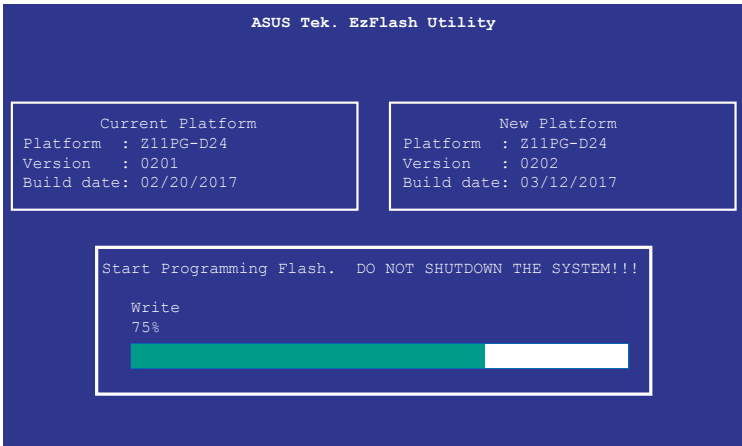 ASUS Tek. EzFlash Utility
Current Platform
Platform : Z11PG-D24
Version : 0201
Build date: 02/20/2017
New Platform
Platform : Z11PG-D24
Version : 0202
Build date: 03/12/2017
Start Programming Flash. DO NOT SHUTDOWN THE SYSTEM!!!
Write
75%